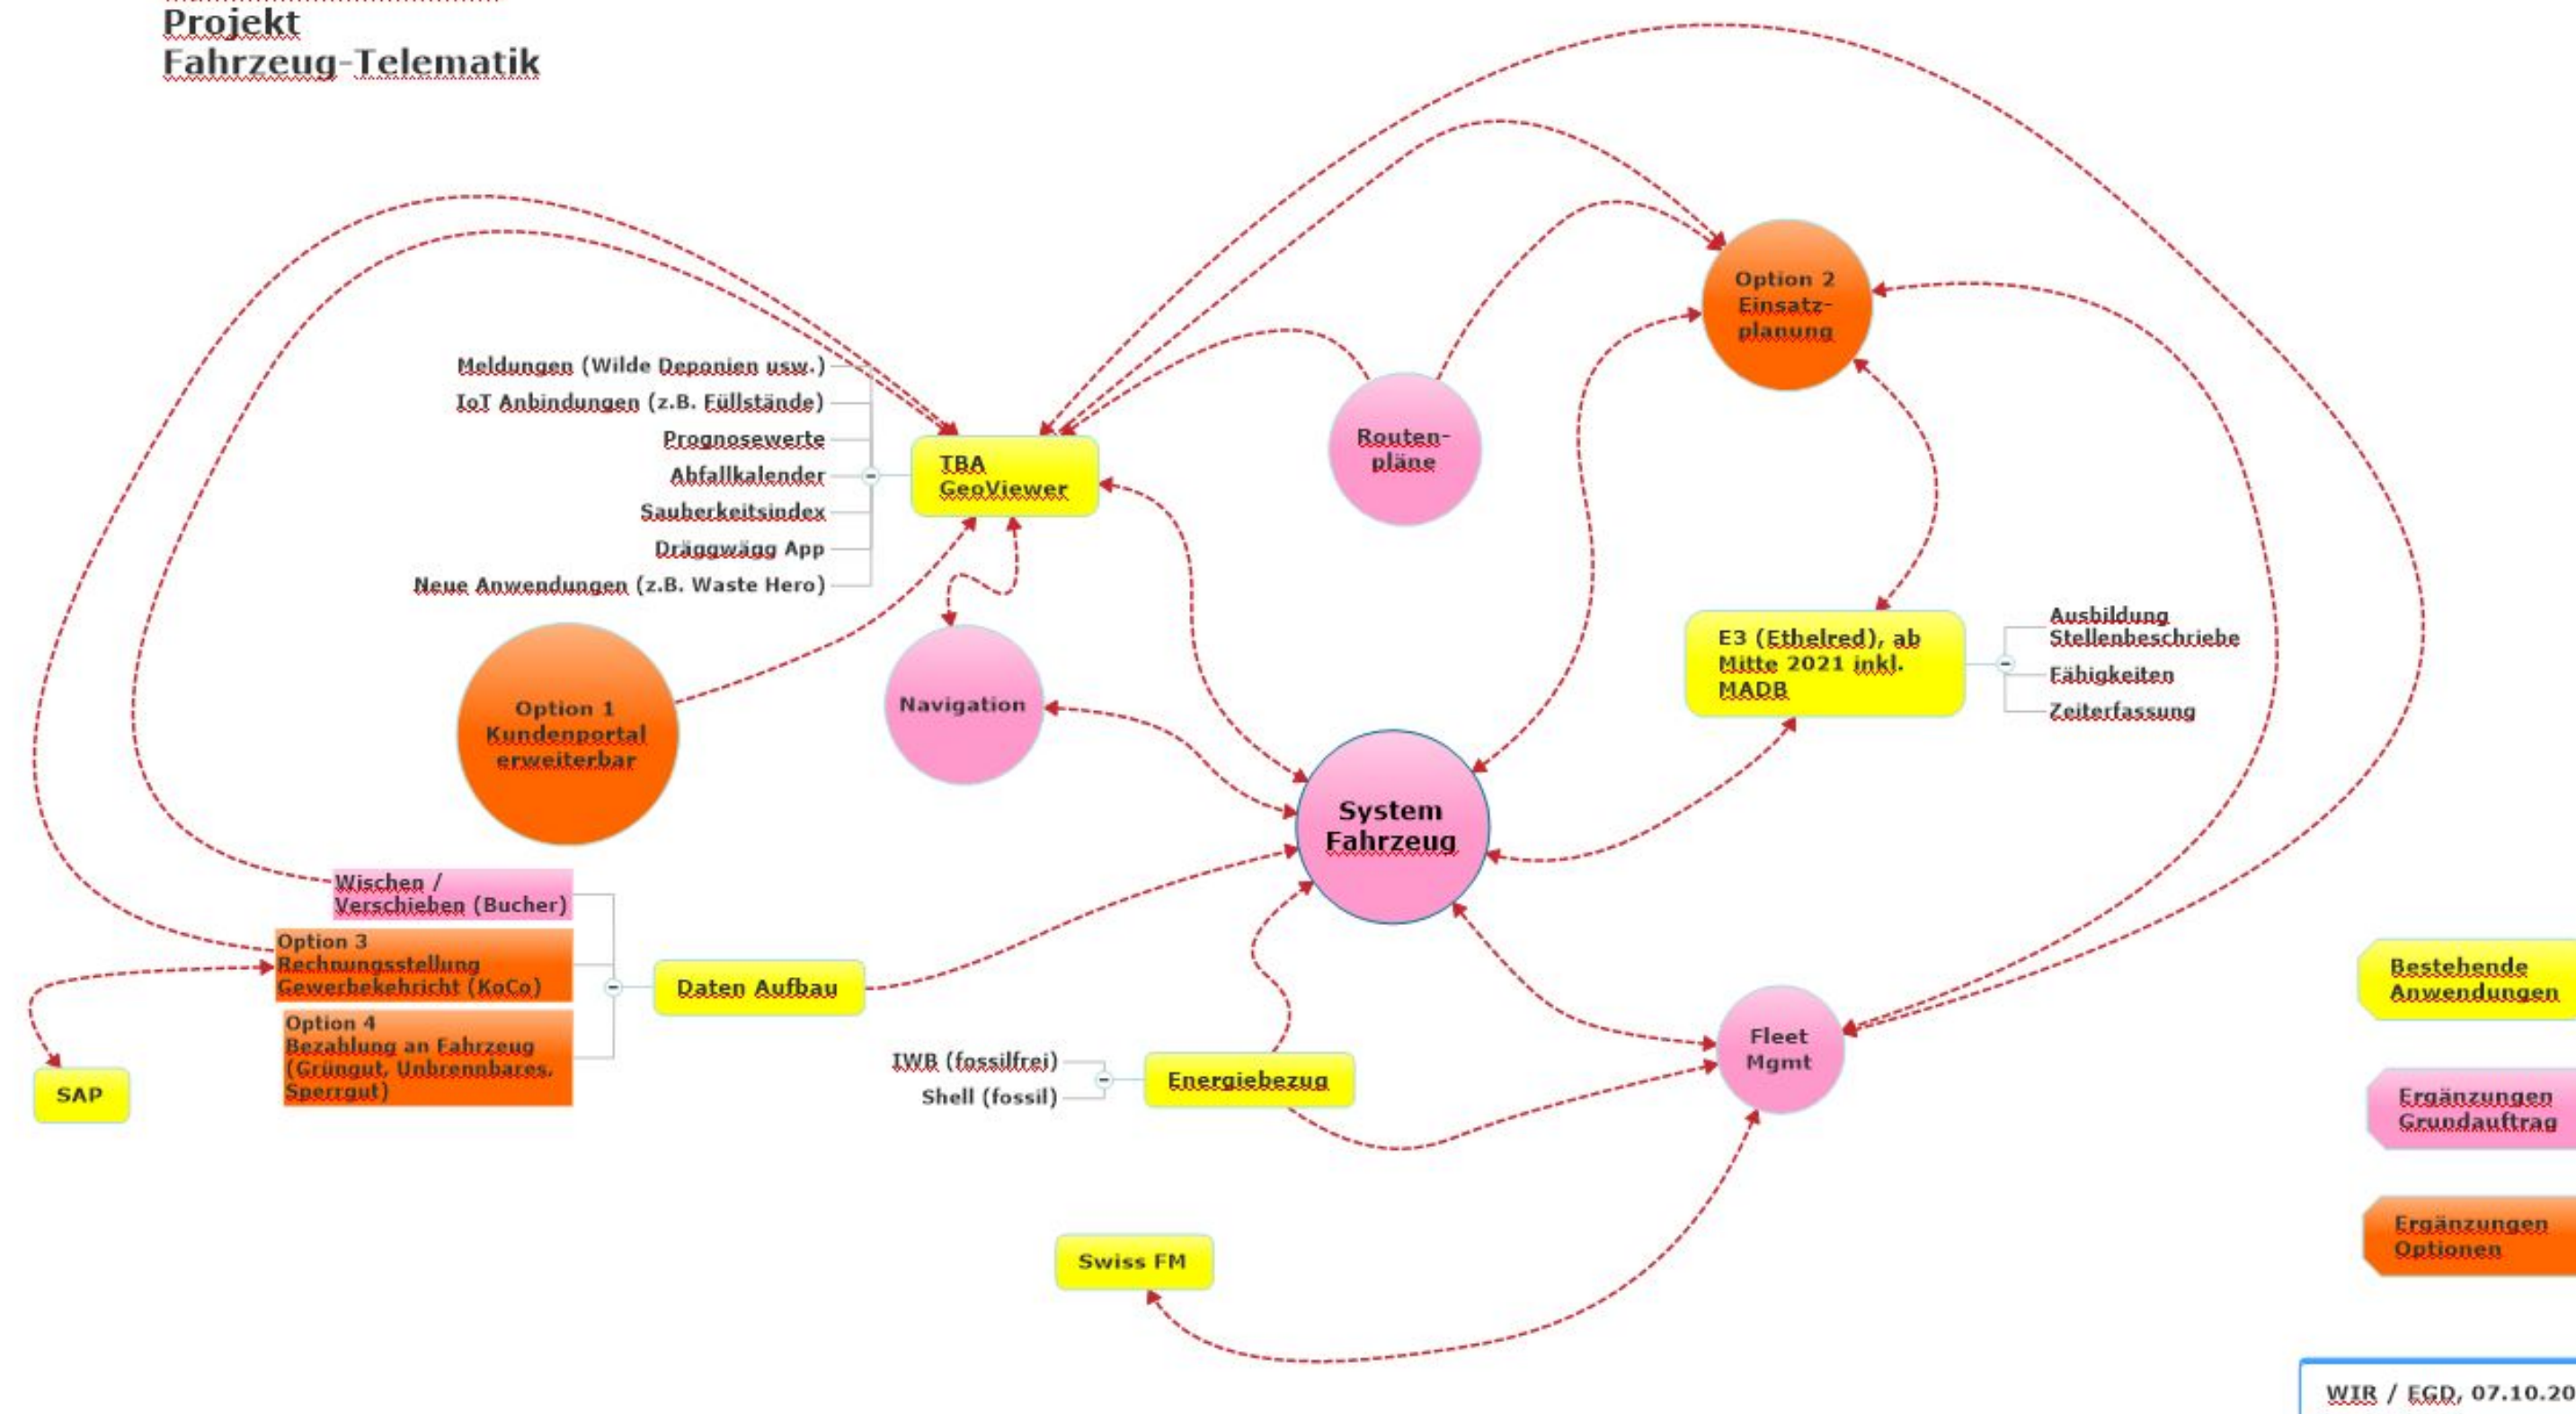 Projekt
Fahrzeug-Telematik
Option 2
Einsatz-
planung
Meldungen (Wilde Deponien usw.)
IoT Anbindungen (z.B. Füllstände)
Prognosewerte
Abfallkalender
Sauberkeitsindex
Dräggwägg App
Neue Anwendungen (z.B. Waste Hero)
TBA
GeoViewer
Routen-
pläne
E3 (Ethelred), ab
Mitte 2021 inkl.
MADB
Ausbildung
Stellenbeschriebe
Fähigkeiten
Zeiterfassung
Option 1
Kundenportal
erweiterbar
Navigation
System
Fahrzeug
Wischen /
Verschieben (Bucher)
Option 3
Rechnungsstellung
Gewerbekehricht (KoCo)
Option 4
Bezahlung an Fahrzeug
(Grüngut, Unbrennbares,
Sperrgut)
Daten Aufbau
SAP
IWB (fossilfrei)
Shell (fossil)
Energiebezug
Fleet
Mgmt
Swiss FM
Bestehende
Anwendungen
Ergänzungen
Grundauftrag
Ergänzungen
Optionen
WIR / EGD, 07.10.20